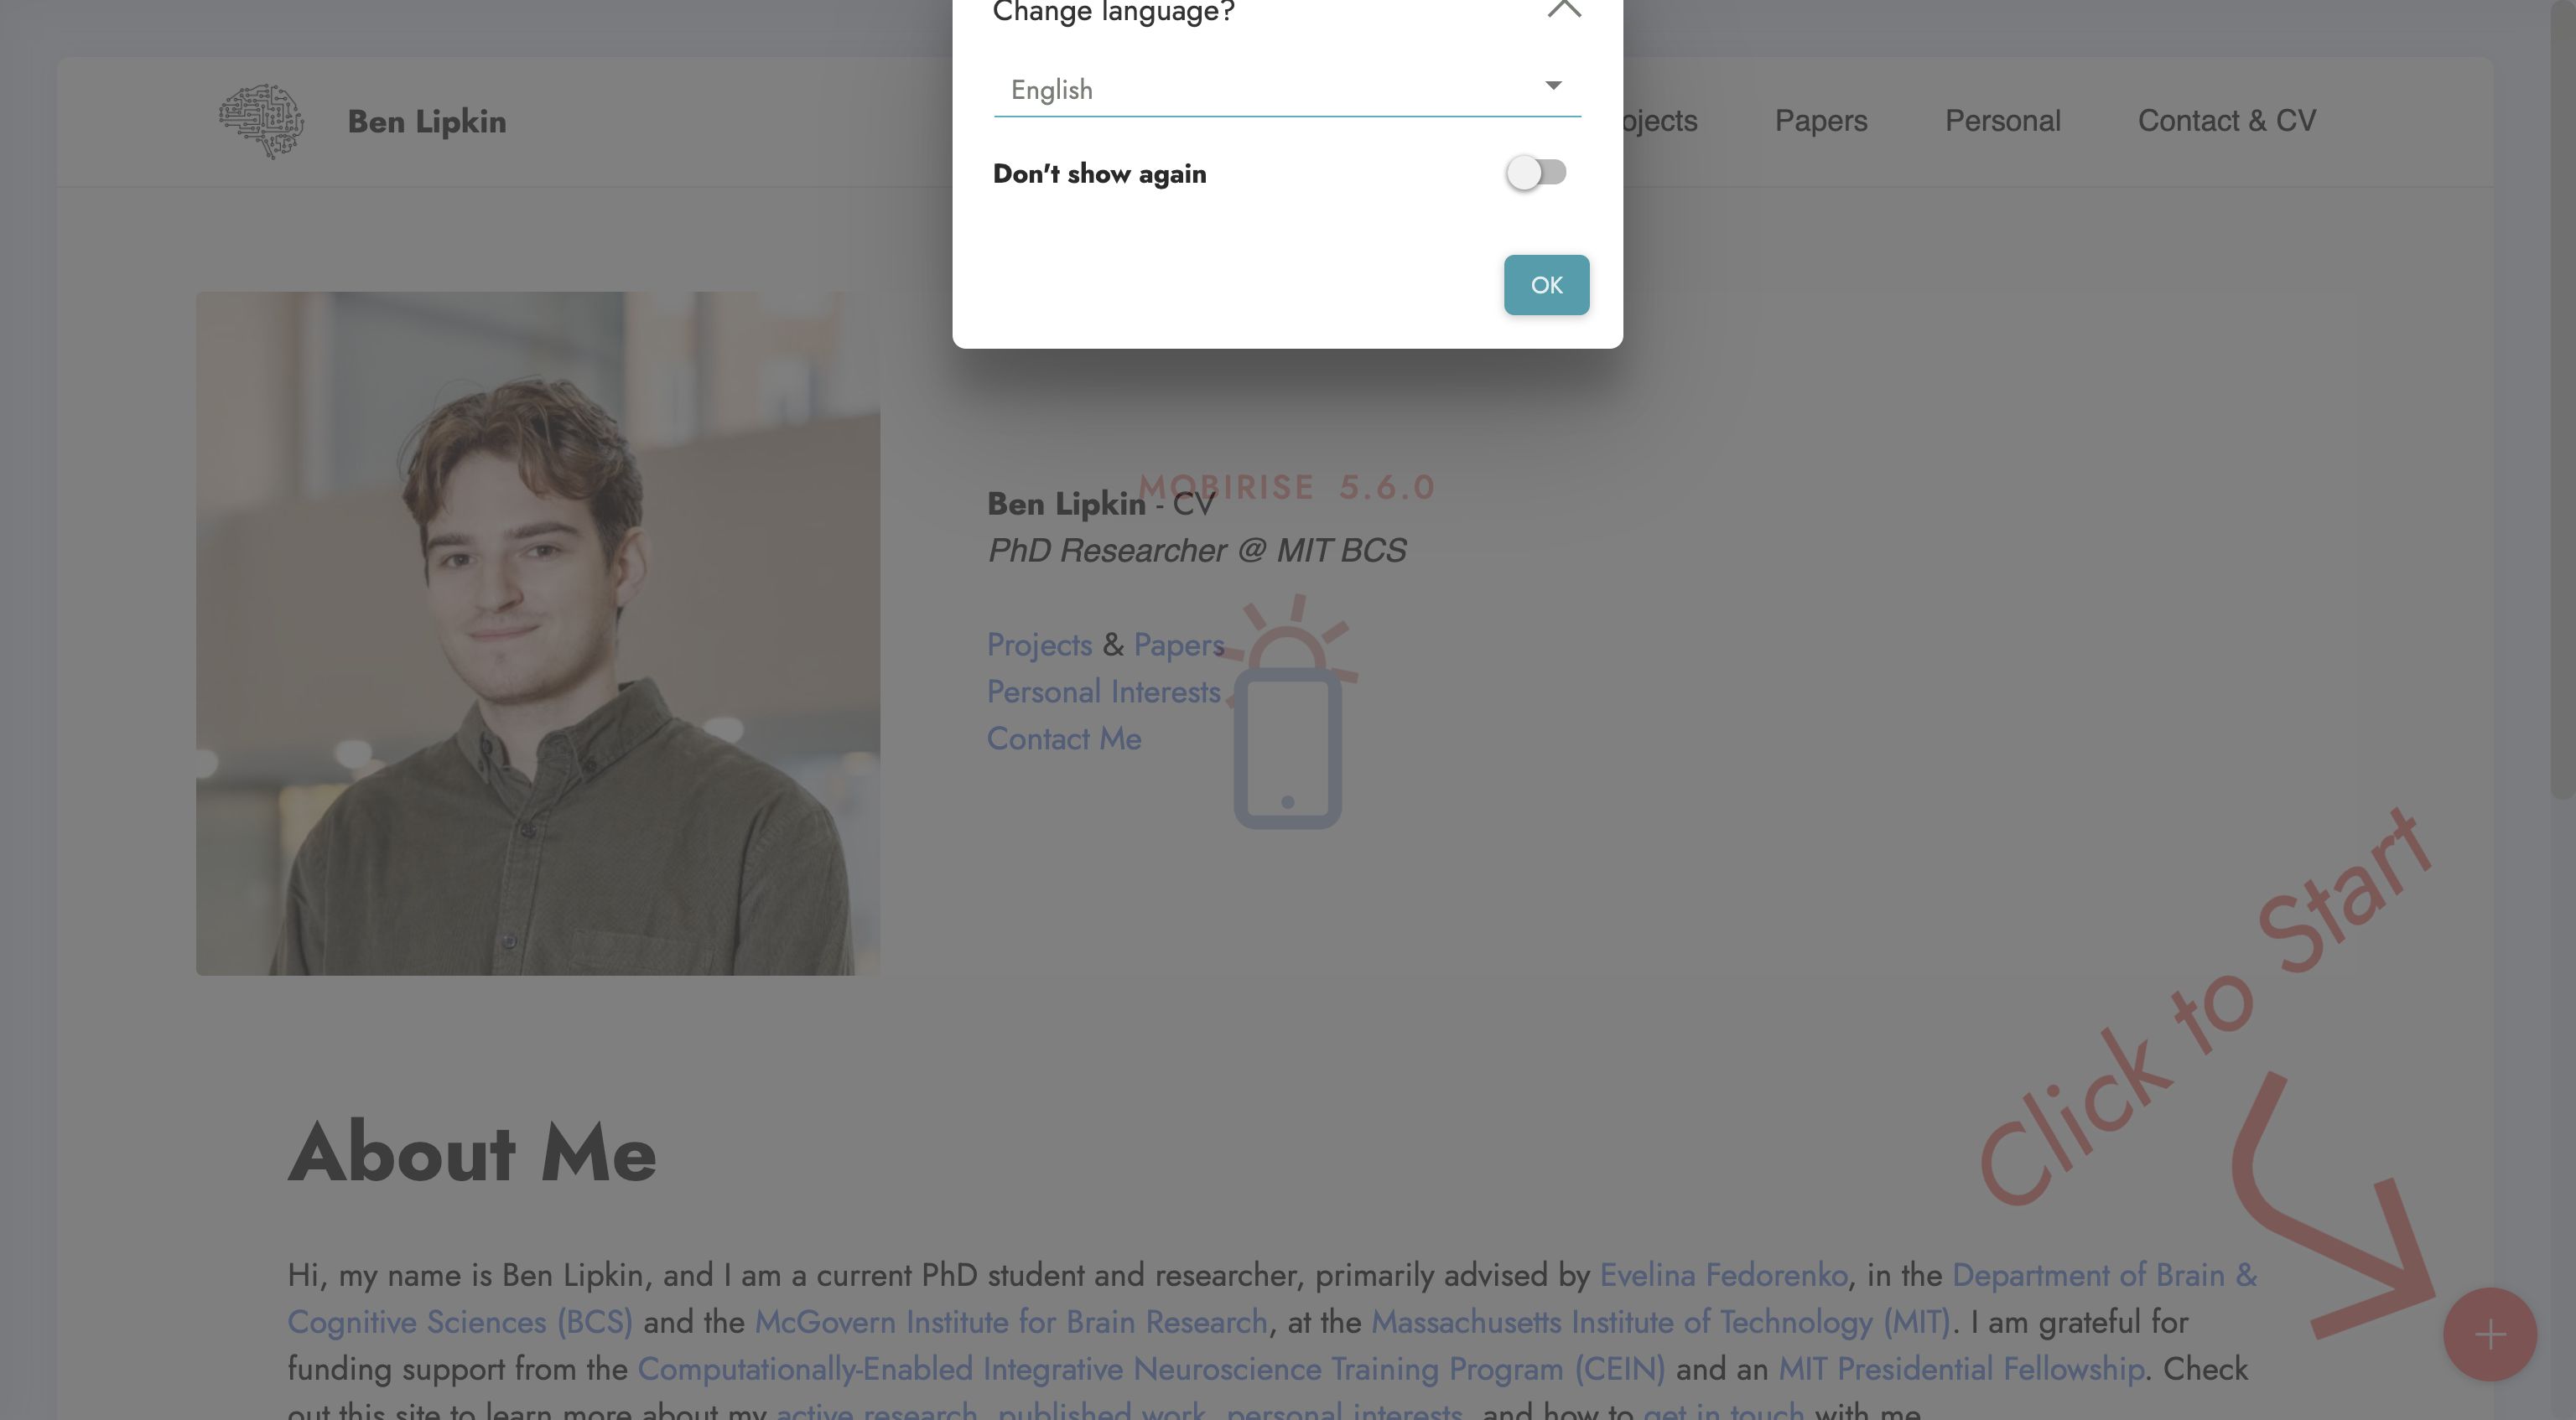 Change language?
English
Don't show again
OK
Ben Lipkin
Papers
Personal
Contact & CV
MOBIRISE 5.6.0
Ben Lipkin - CV
PhD Researcher @ MIT BCS
Projects & Papers
Personal Interests
Contact Me
Click to Start
About Me
Hi, my name is Ben Lipkin, and I am a current PhD student and researcher, primarily advised by Evelina Fedorenko, in the Department of Brain &
Cognitive Sciences (BCS) and the McGovern Institute for Brain Research, at the Massachusetts Institute of Technology (MIT). I am grateful for
funding support from the Computationally-Enabled Integrative Neuroscience Training Program (CEIN) and an MIT Presidential Fellowship. Check
out this site to learn more about my active research, published work, personal interests, and how to get in touch with me.